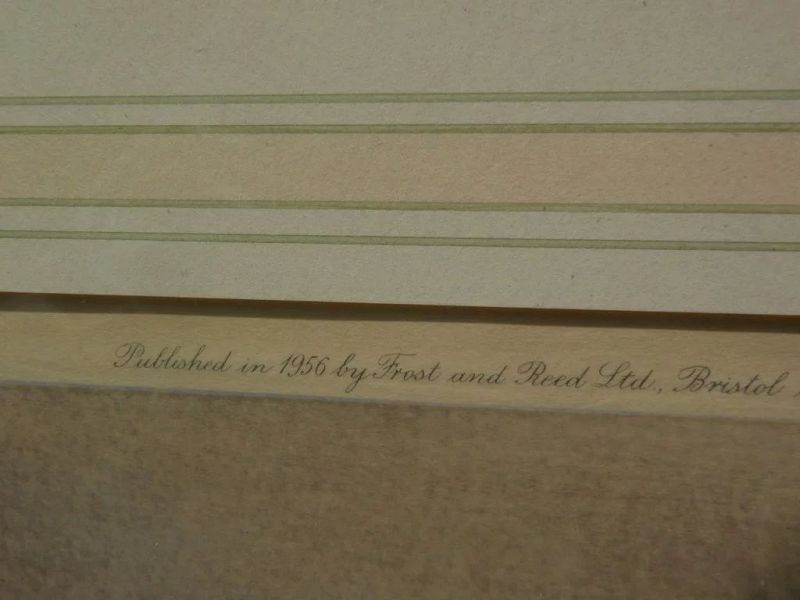 Published in 1956 by Frost and Reed Ltd., Bristol